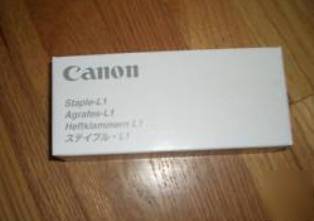 Canon
Staple-L1
Agrafes-L1
Heftklammern L1
ステイプル・L1